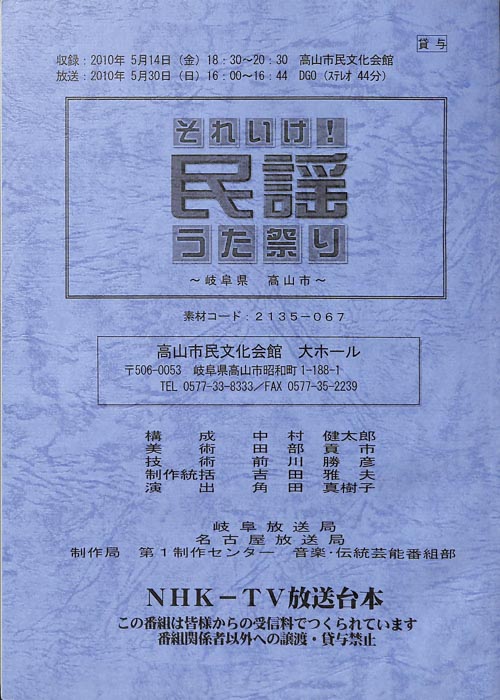 貸与
収録：2010年 5月14日（金）18：30～20：30　高山市民文化会館
放送：2010年 5月30日（日）16：00～16：44　DGO（ｽﾃﾚｵ 44分）
それいけ！
民謡
うた祭り
～岐阜県　高山市～
素材コード：2135－067
高山市民文化会館　大ホール
〒506-0053　岐阜県高山市昭和町1-188-1
TEL 0577-33-8333／FAX 0577-35-2239
構成　中村　健太郎
美術　田部　貢市
技術　前川　勝彦
制作統括　吉田　雅夫
演出　角田　真樹子
岐阜放送局
名古屋放送局
制作局　第１制作センター　音楽・伝統芸能番組部
NHK－TV放送台本
この番組は皆様からの受信料でつくられています
番組関係者以外への譲渡・貸与禁止